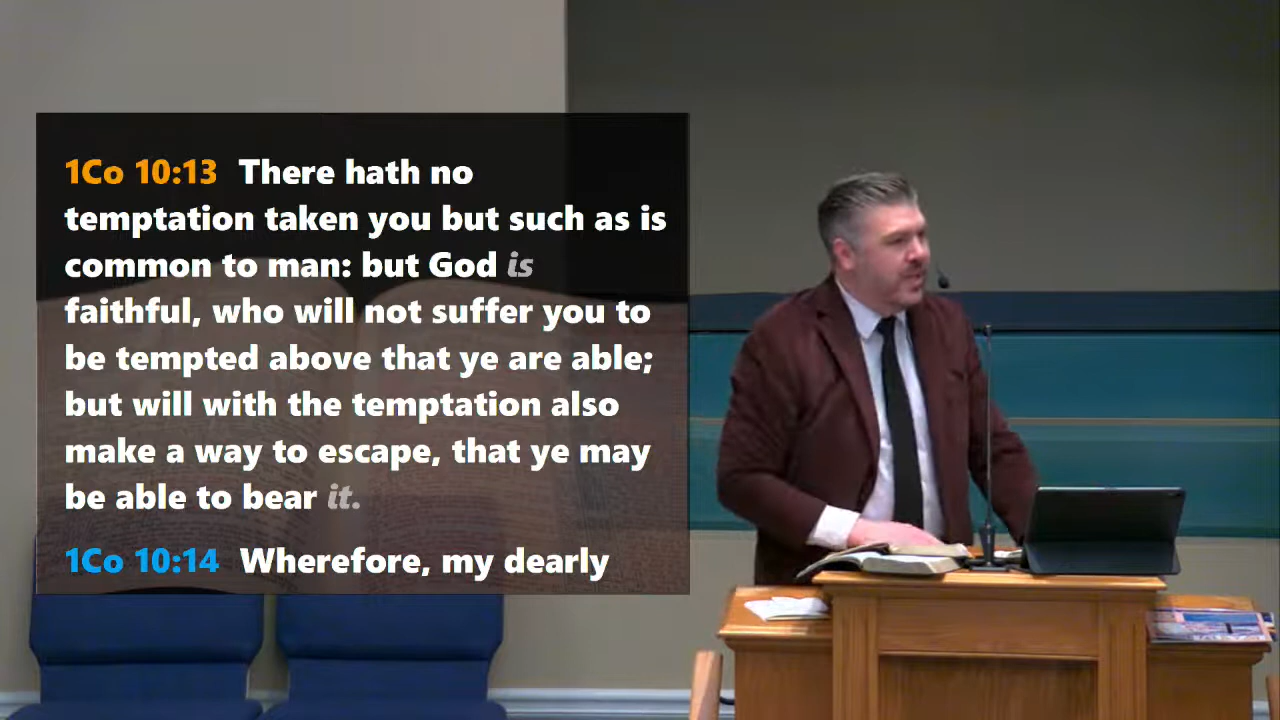 1Co 10:13 There hath no
temptation taken you but such as is
common to man: but God is
faithful, who will not suffer you to
be tempted above that ye are able;
but will with the temptation also
make a way to escape, that ye may
be able to bear it.
1Co 10:14 Wherefore, my dearly